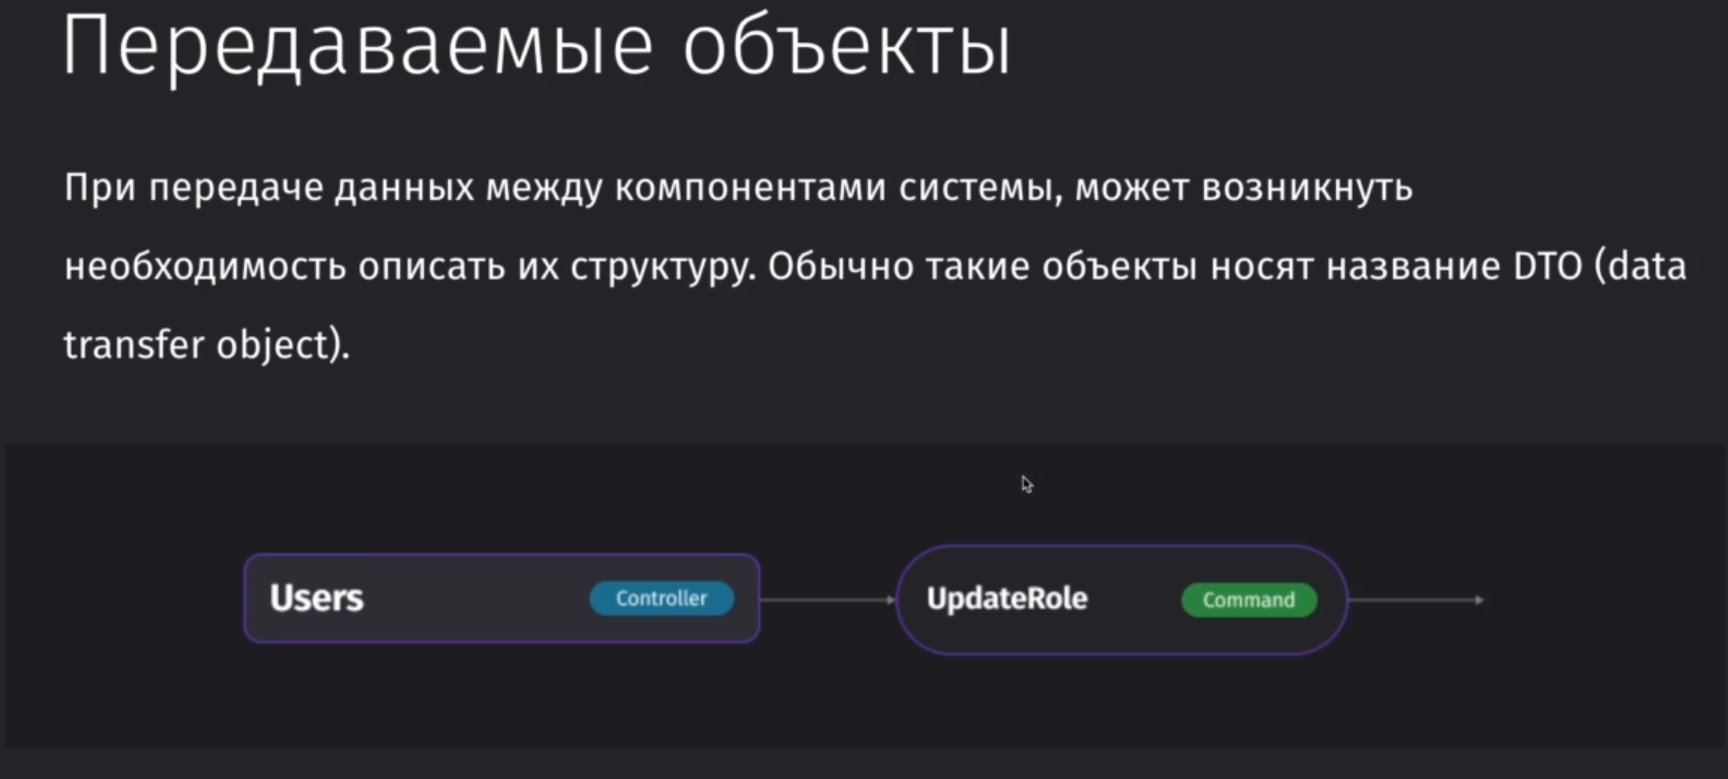 Передаваемые объекты
При передаче данных между компонентами системы, может возникнуть
необходимость описать их структуру. Обычно такие объекты носят название DTO (data
transfer object).
Users Controller UpdateRole Command